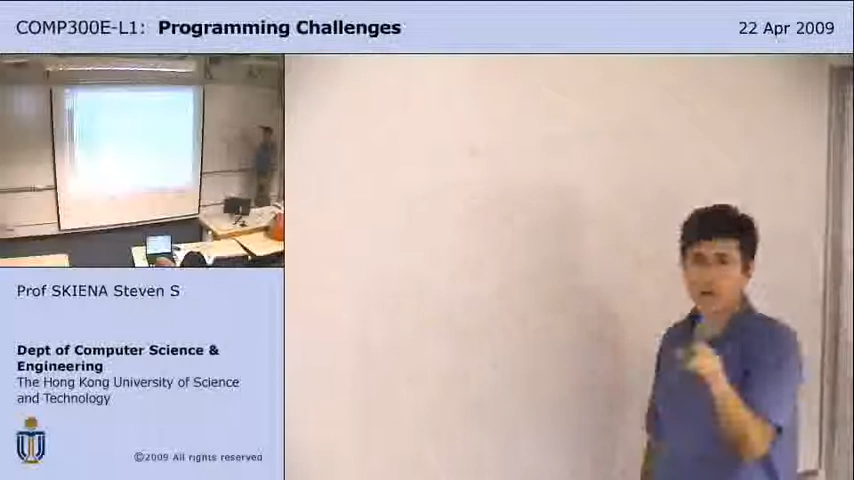 COMP300E-L1: Programming Challenges
22 Apr 2009
Prof SKIENA Steven S
Dept of Computer Science &
Engineering
The Hong Kong University of Science
and Technology
©2009 All rights reserved